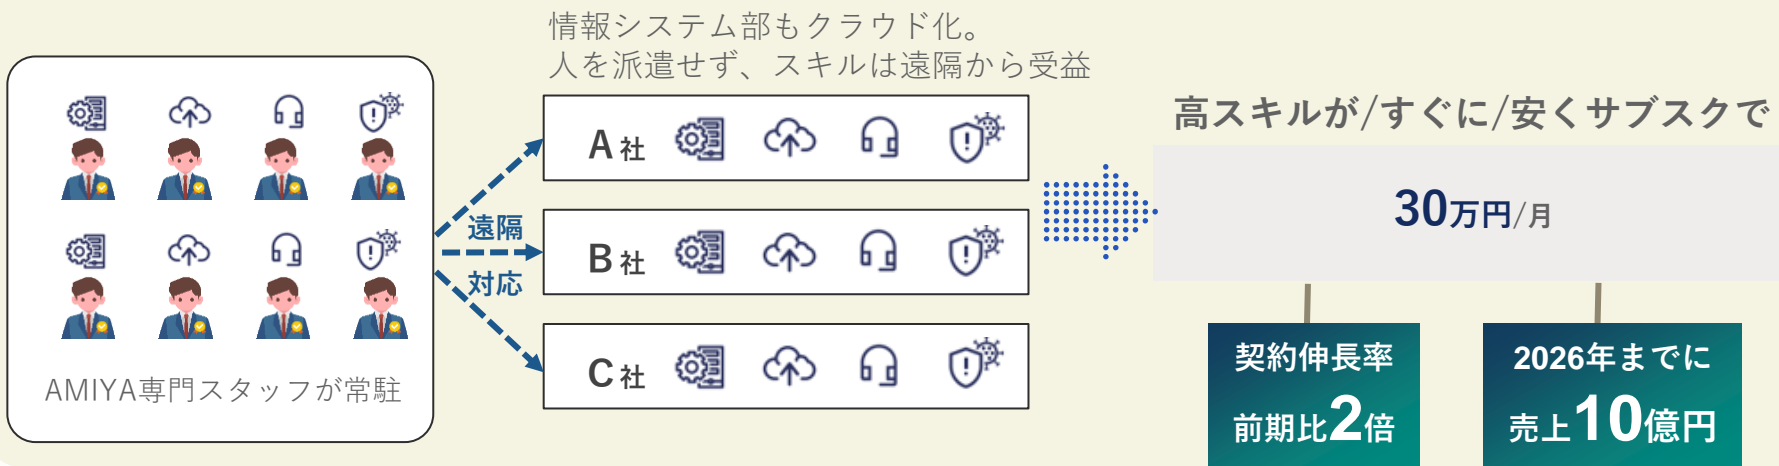 情報システム部もクラウド化。
人を派遣せず、スキルは遠隔から受益
AMIYA専門スタッフが常駐
遠隔
対応
A社
B社
C社
高スキルが/すぐに/安くサブスクで
30万円/月
契約伸長率
前期比2倍
2026年までに
売上10億円